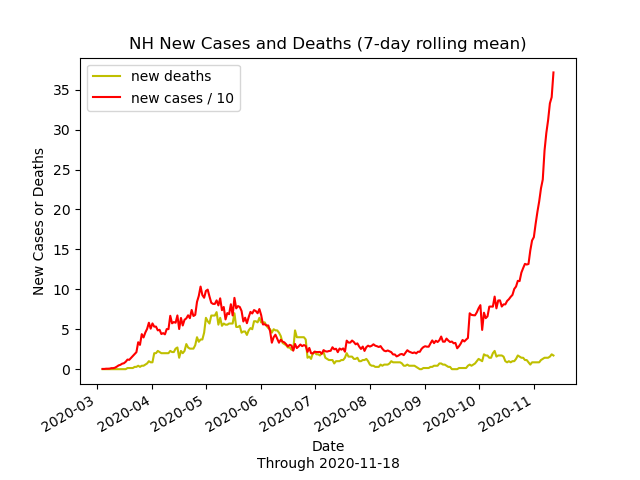 NH New Cases and Deaths (7-day rolling mean)
new deaths
new cases / 10
New Cases or Deaths
35
30
25
20
15
10
5
0
2020-03
2020-04
2020-05
2020-06
2020-07
2020-08
2020-09
2020-10
2020-11
Date
Through 2020-11-18